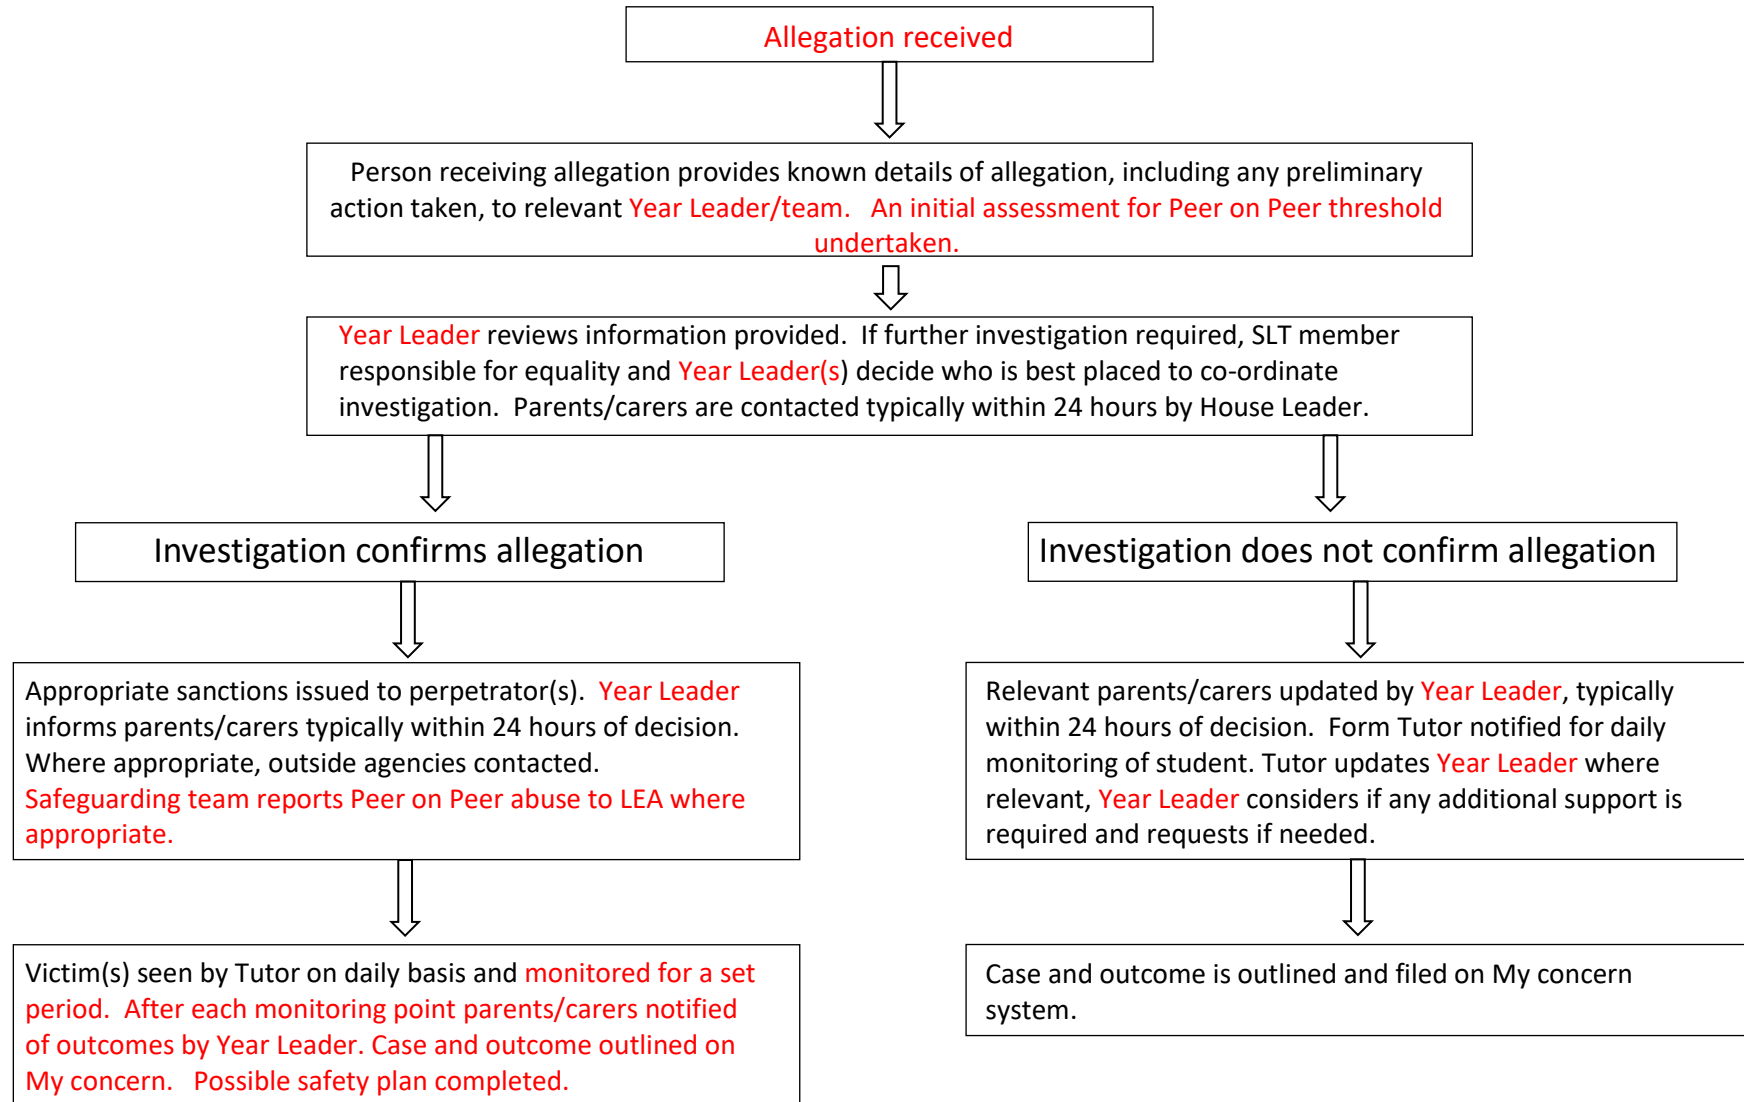 Allegation received
Person receiving allegation provides known details of allegation, including any preliminary
action taken, to relevant Year Leader/team.   An initial assessment for Peer on Peer threshold
undertaken.
Year Leader reviews information provided.  If further investigation required, SLT member
responsible for equality and Year Leader(s) decide who is best placed to co-ordinate
investigation.  Parents/carers are contacted typically within 24 hours by House Leader.
Investigation confirms allegation
Investigation does not confirm allegation
Appropriate sanctions issued to perpetrator(s).  Year Leader
informs parents/carers typically within 24 hours of decision.
Where appropriate, outside agencies contacted.
Safeguarding team reports Peer on Peer abuse to LEA where
appropriate.
Relevant parents/carers updated by Year Leader, typically
within 24 hours of decision.  Form Tutor notified for daily
monitoring of student. Tutor updates Year Leader where
relevant, Year Leader considers if any additional support is
required and requests if needed.
Victim(s) seen by Tutor on daily basis and monitored for a set
period.  After each monitoring point parents/carers notified
of outcomes by Year Leader. Case and outcome outlined on
My concern.   Possible safety plan completed.
Case and outcome is outlined and filed on My concern
system.